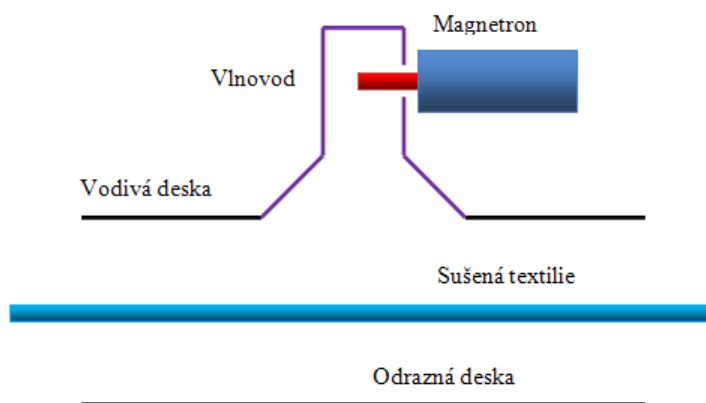 Magnetron
Vlnovod
Vodivá deska
Sušená textilie
Odrazná deska